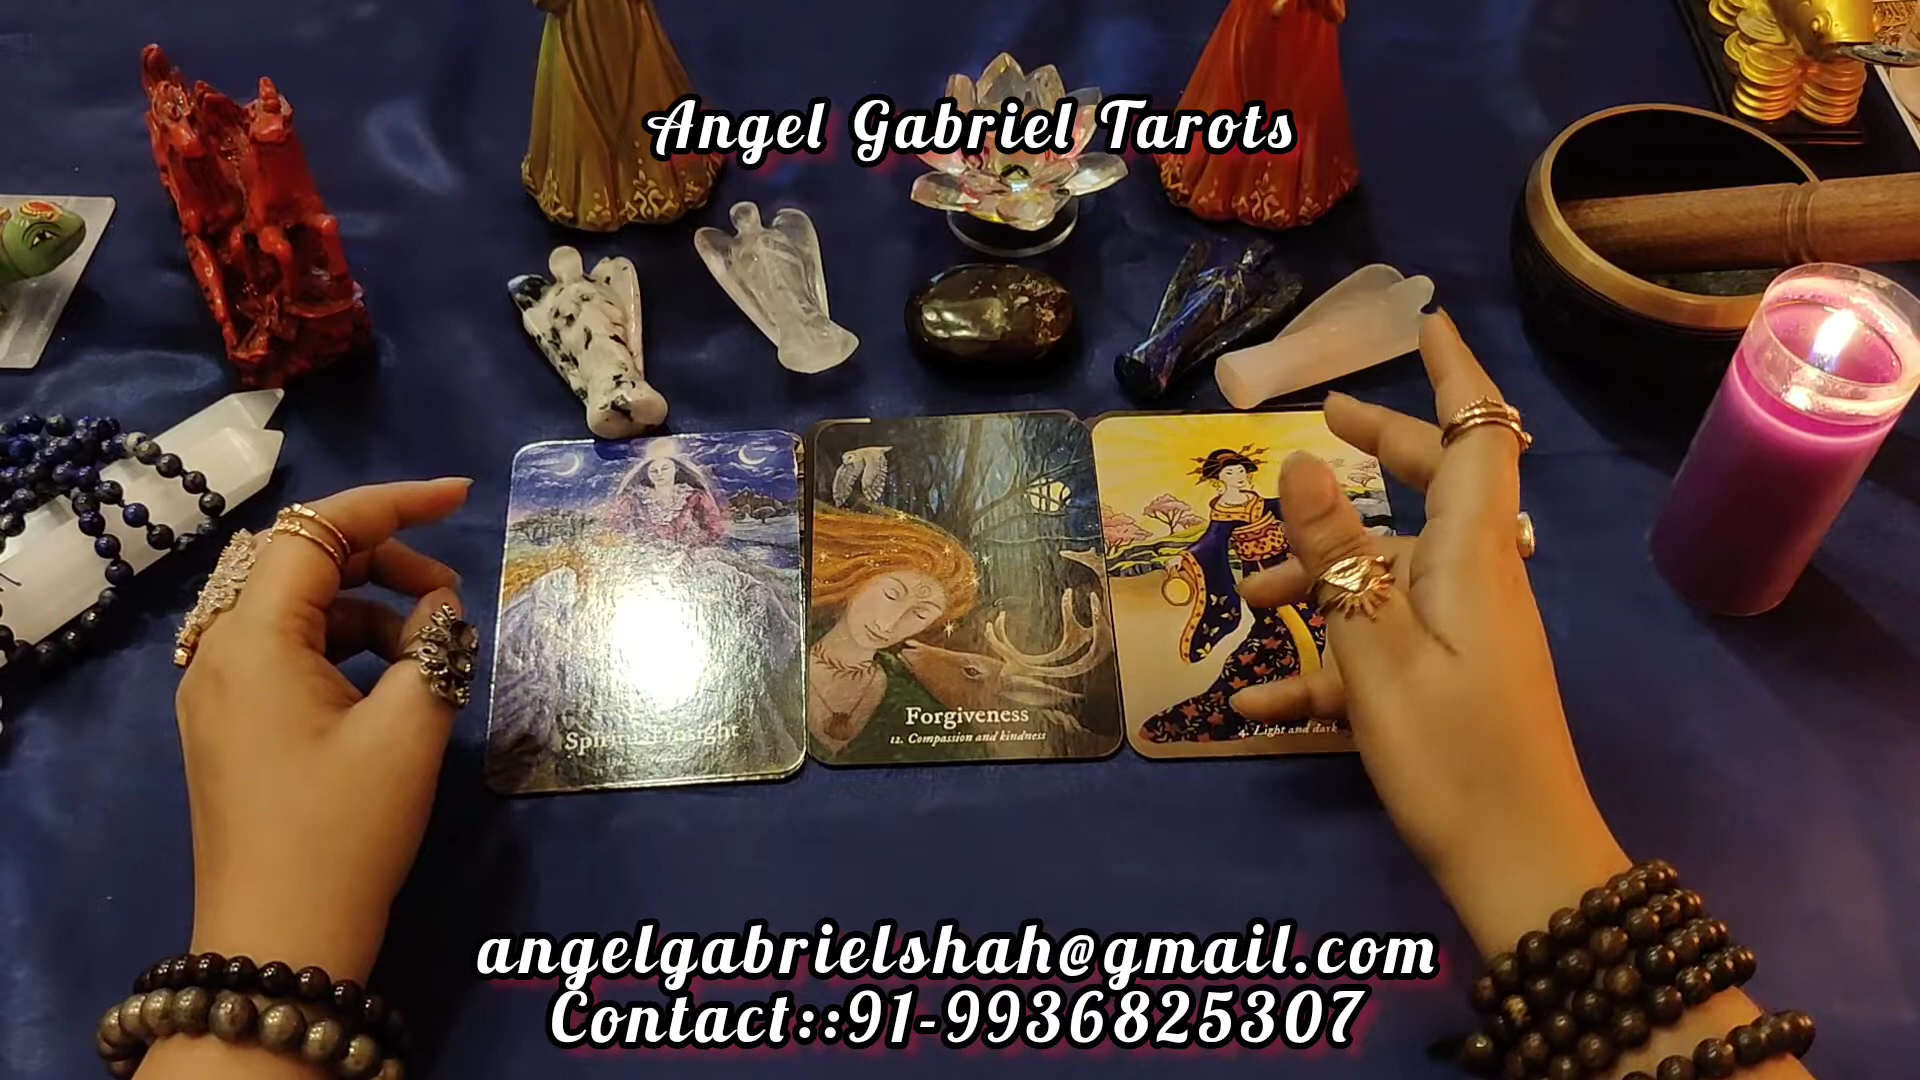 Angel Gabriel Tarots
Spiritual Insight
Forgiveness
12. Compassion and kindness
4. Light and dark
angelgabrielshah@gmail.com
Contact::91-9936825307